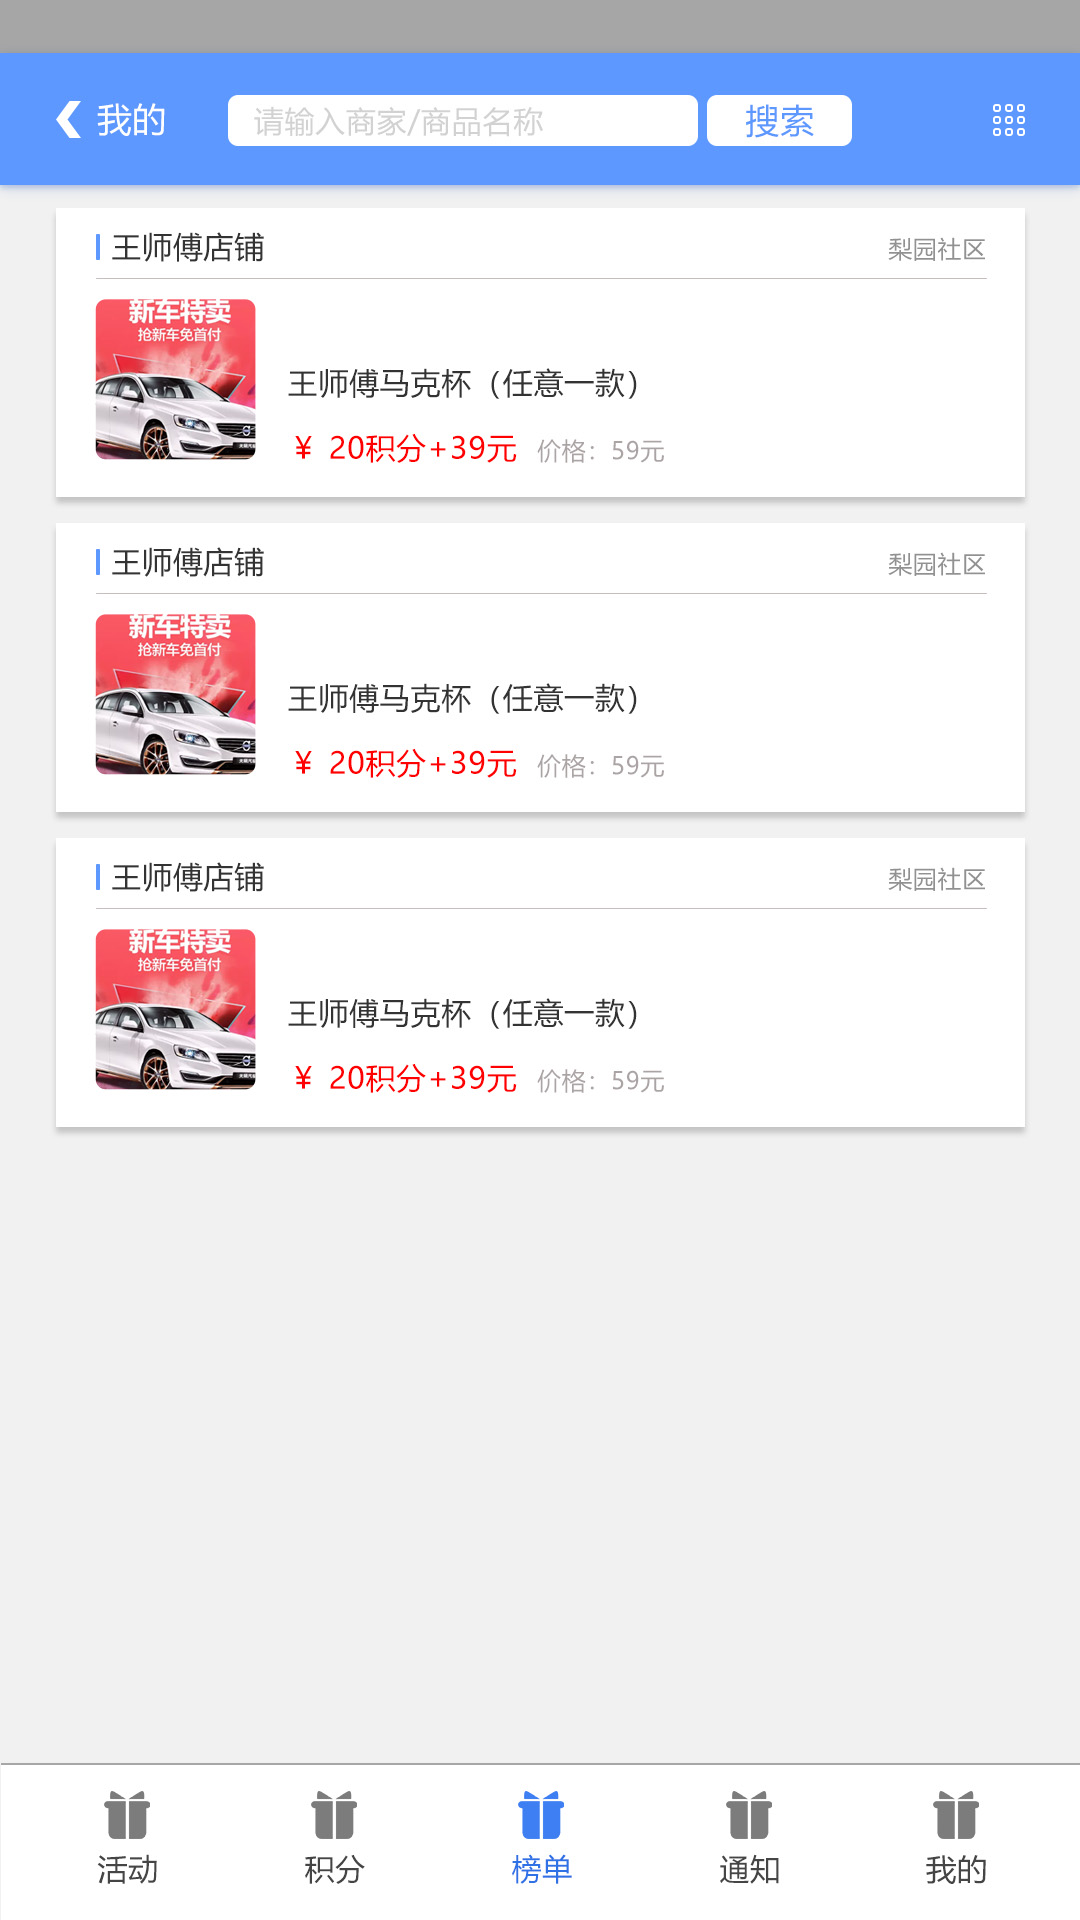 我的 请输入商家/商品名称 搜索
王师傅店铺 梨园社区
新车特卖
抢新车免首付
王师傅马克杯（任意一款）
¥ 20积分+39元 价格：59元
王师傅店铺 梨园社区
新车特卖
抢新车免首付
王师傅马克杯（任意一款）
¥ 20积分+39元 价格：59元
王师傅店铺 梨园社区
新车特卖
抢新车免首付
王师傅马克杯（任意一款）
¥ 20积分+39元 价格：59元
活动 积分 榜单 通知 我的